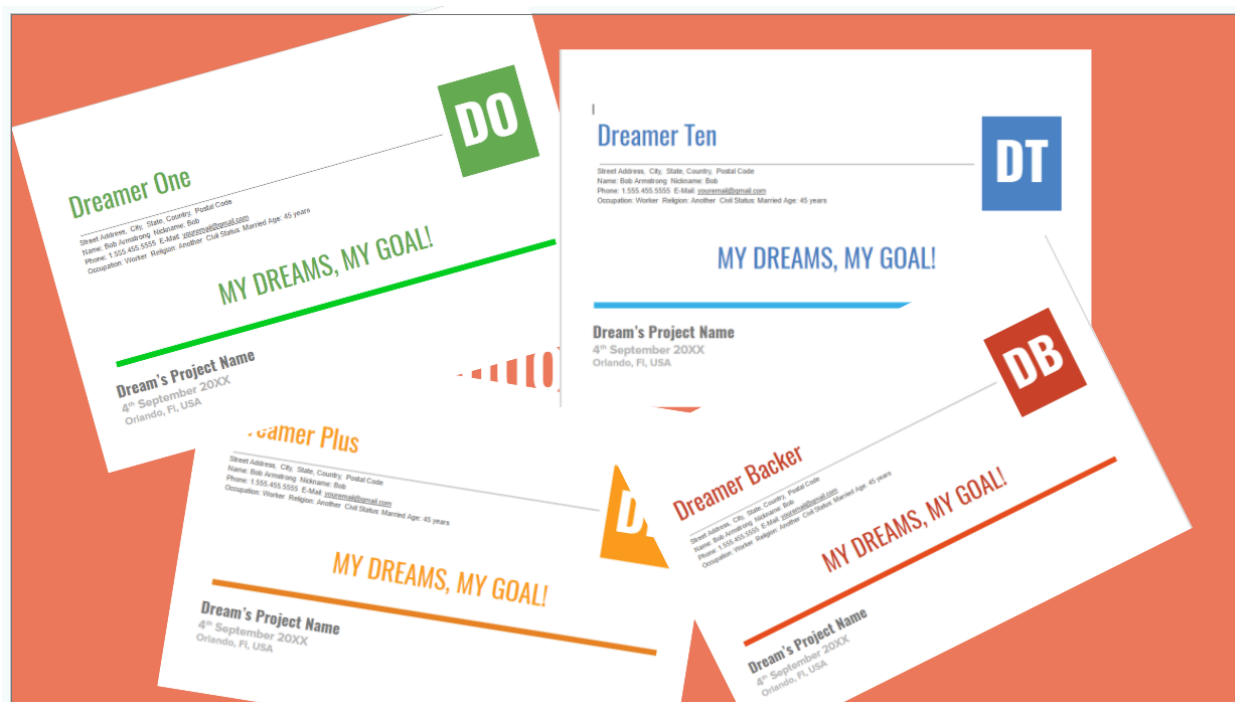 DO
Dreamer One
Street Address, City, State, Country, Postal Code
Name: Bob Armstrong Nickname: Bob
Phone: 1.555.455.5555 E-Mail: youremail@gmail.com
Occupation: Worker Religion: Another Civil Status: Married Age: 45 years
MY DREAMS, MY GOAL!
Dream's Project Name
4th September 20XX
Orlando, Fl, USA
DT
Dreamer Ten
Street Address, City, State, Country, Postal Code
Name: Bob Armstrong Nickname: Bob
Phone: 1.555.455.5555 E-Mail: youremail@gmail.com
Occupation: Worker Religion: Another Civil Status: Married Age: 45 years
MY DREAMS, MY GOAL!
Dream's Project Name
4th September 20XX
Orlando, Fl, USA
Plus
Street Address, City, State, Country, Postal Code
Name: Bob Armstrong Nickname: Bob
Phone: 1.555.455.5555 E-Mail: youremail@gmail.com
Occupation: Worker Religion: Another Civil Status: Married Age: 45 years
MY DREAMS, MY GOAL!
Dream's Project Name
4th September 20XX
Orlando, Fl, USA
DB
Dreamer Backer
Street Address, City, State, Country, Postal Code
Name: Bob Armstrong Nickname: Bob
Phone: 1.555.455.5555 E-Mail: youremail@gmail.com
Occupation: Worker Religion: Another Civil Status: Married Age: 45 years
MY DREAMS, MY GOAL!
Dream's Project Name
4th September 20XX
Orlando, Fl, USA